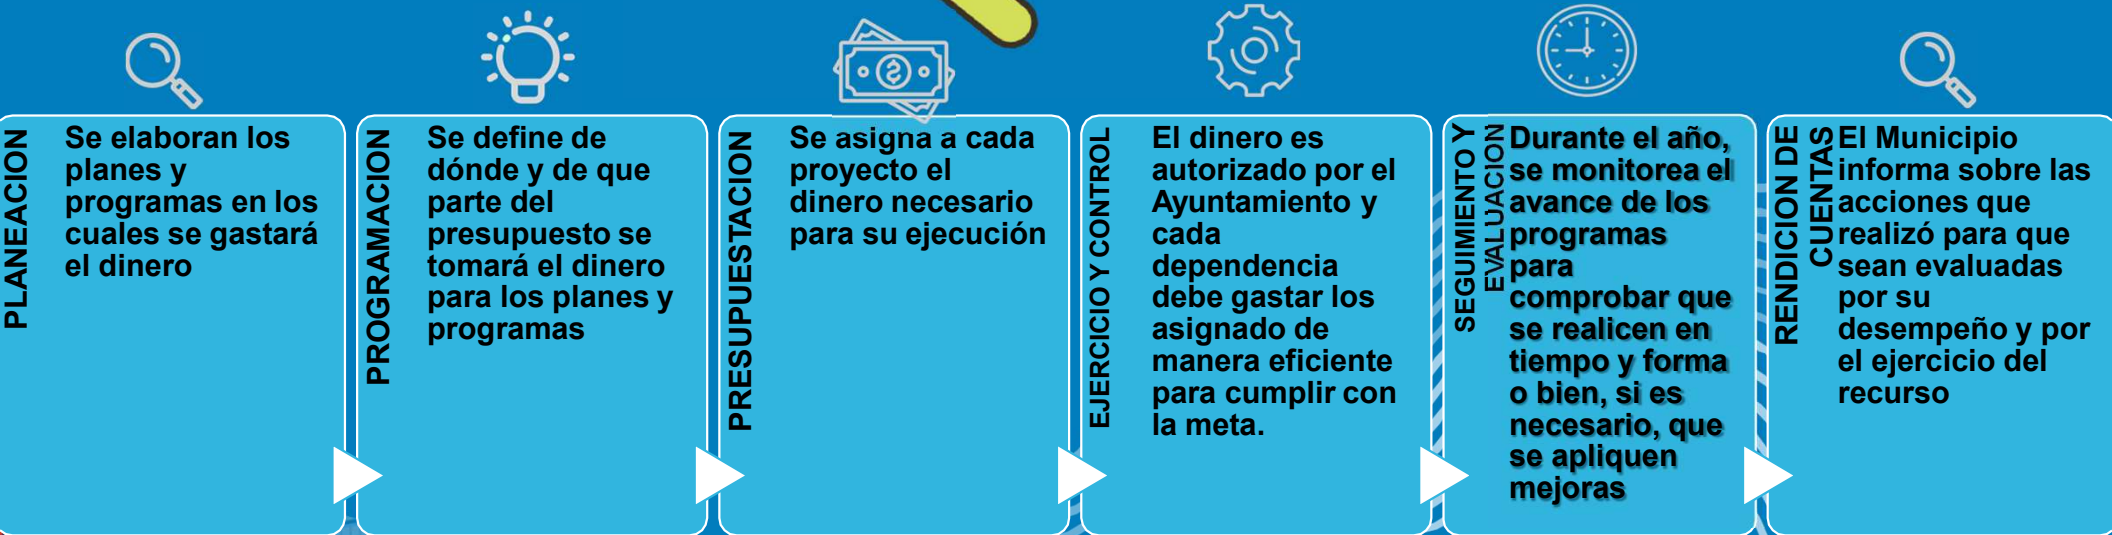 PLANEACION
Se elaboran los
planes y
programas en los
cuales se gastará
el dinero
PROGRAMACION
Se define de
dónde y de que
parte del
presupuesto se
tomará el dinero
para los planes y
programas
PRESUPUESTACION
Se asigna a cada
proyecto el
dinero necesario
para su ejecución
EJERCICIO Y CONTROL
El dinero es
autorizado por el
Ayuntamiento y
cada
dependencia
debe gastar los
asignado de
manera eficiente
para cumplir con
la meta.
SEGUIMIENTO Y
EVALUACION
Durante el año,
se monitorea el
avance de los
programas
para
comprobar que
se realicen en
tiempo y forma
o bien, si es
necesario, que
se apliquen
mejoras
RENDICION DE
CUENTAS
El Municipio
informa sobre las
acciones que
realizó para que
sean evaluadas
por su
desempeño y por
el ejercicio del
recurso